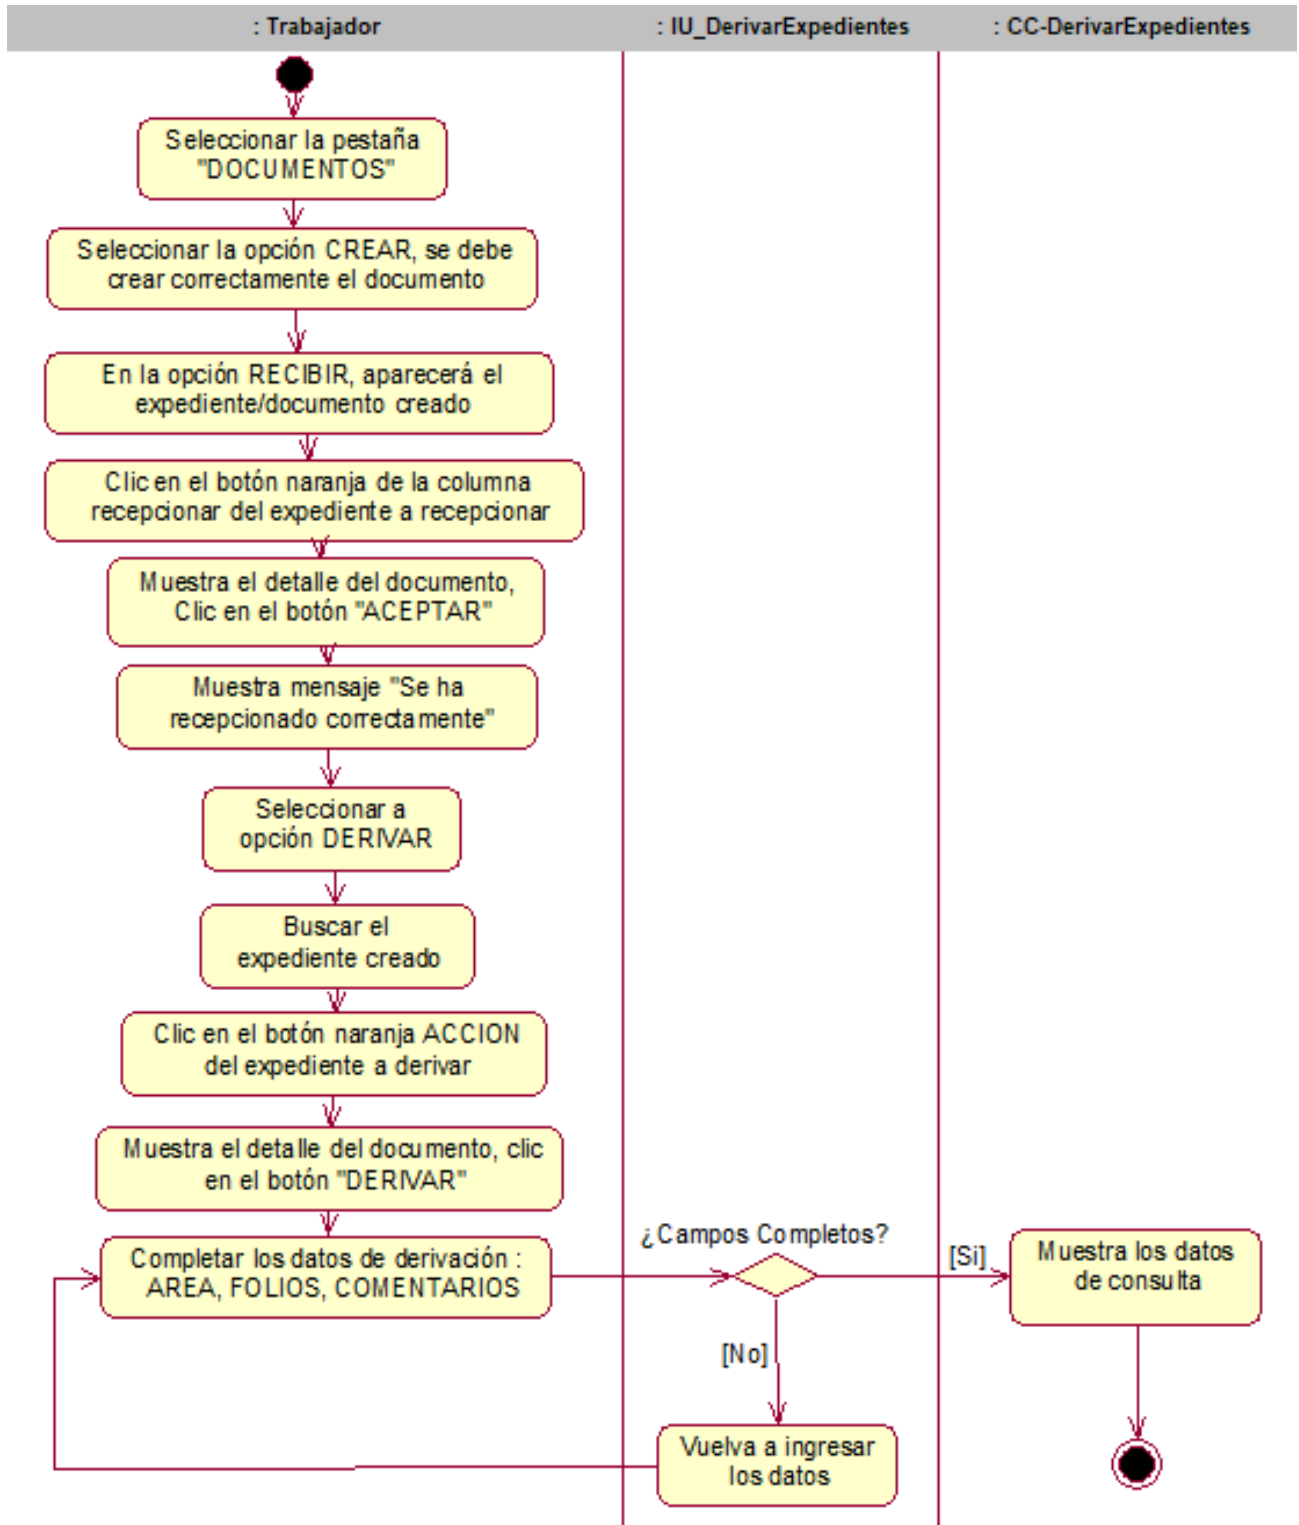 : Trabajador
: IU_DerivarExpedientes
: CC-DerivarExpedientes
Seleccionar la pestaña
"DOCUMENTOS"
Seleccionar la opción CREAR, se debe
crear correctamente el documento
En la opción RECIBIR, aparecerá el
expediente/documento creado
Clic en el botón naranja de la columna
recepcionar del expediente a recepcionar
Muestra el detalle del documento,
Clic en el botón "ACEPTAR"
Muestra mensaje "Se ha
recepcionado correctamente"
Seleccionar a
opción DERIVAR
Buscar el
expediente creado
Clic en el botón naranja ACCION
del expediente a derivar
Muestra el detalle del documento, clic
en el botón "DERIVAR"
Completar los datos de derivación :
AREA, FOLIOS, COMENTARIOS
¿Campos Completos?
[Si]
Muestra los datos
de consulta
[No]
Vuelva a ingresar
los datos